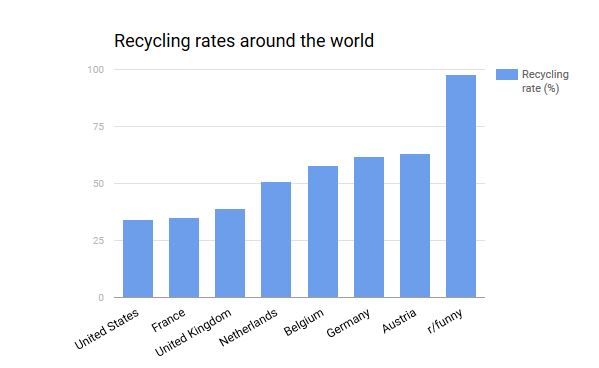 Recycling rates around the world
100
75
50
25
0
Recycling
rate (%)
United States
France
United Kingdom
Netherlands
Belgium
Germany
Austria
r/funny